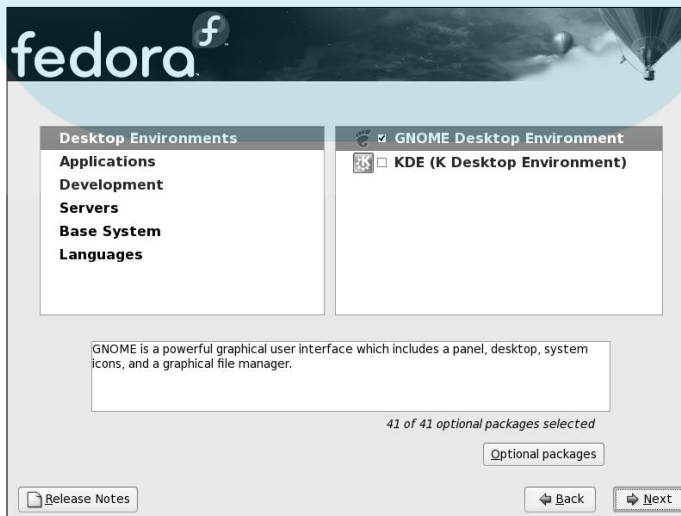 fedora
Desktop Environments
Applications
Development
Servers
Base System
Languages
GNOME Desktop Environment
KDE (K Desktop Environment)
GNOME is a powerful graphical user interface which includes a panel, desktop, system
icons, and a graphical file manager.
41 of 41 optional packages selected
Optional packages
Release Notes
Back
Next